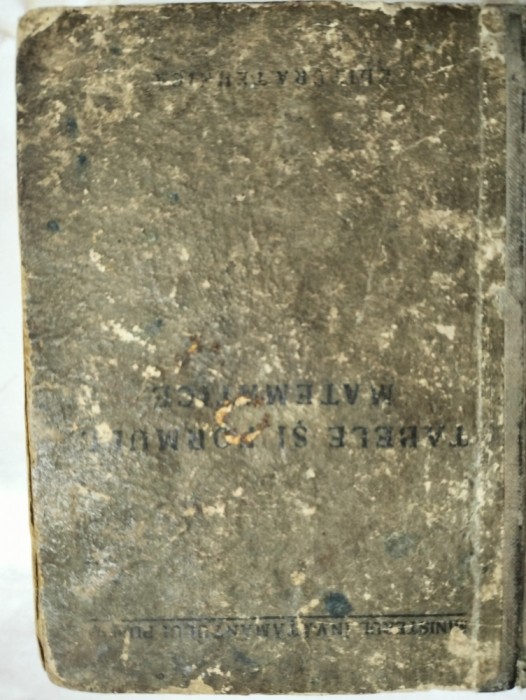 MINISTERUL ÎNVĂȚĂMÂNTULUI
TABELE ȘI FORMULE
MATEMATICE
EDITURA TEHNICĂ